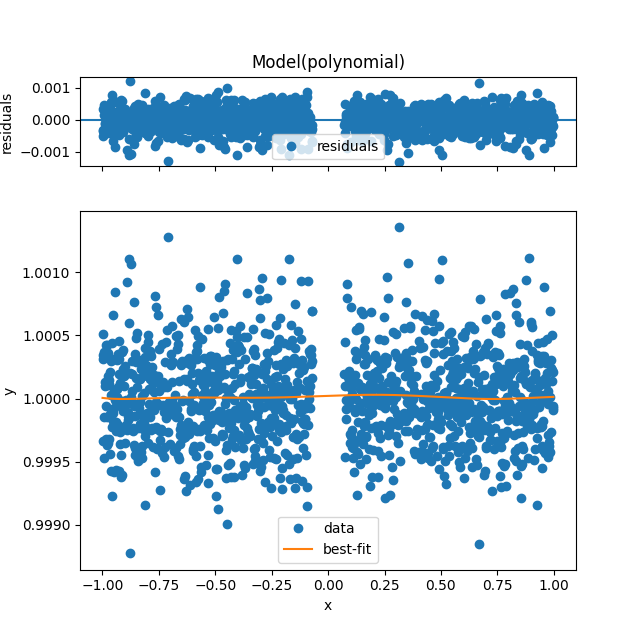 Model(polynomial)
residuals
0.001
0.000
−0.001
residuals
y
1.0010
1.0005
1.0000
0.9995
0.9990
data
best-fit
−1.00 −0.75 −0.50 −0.25 0.00 0.25 0.50 0.75 1.00
x